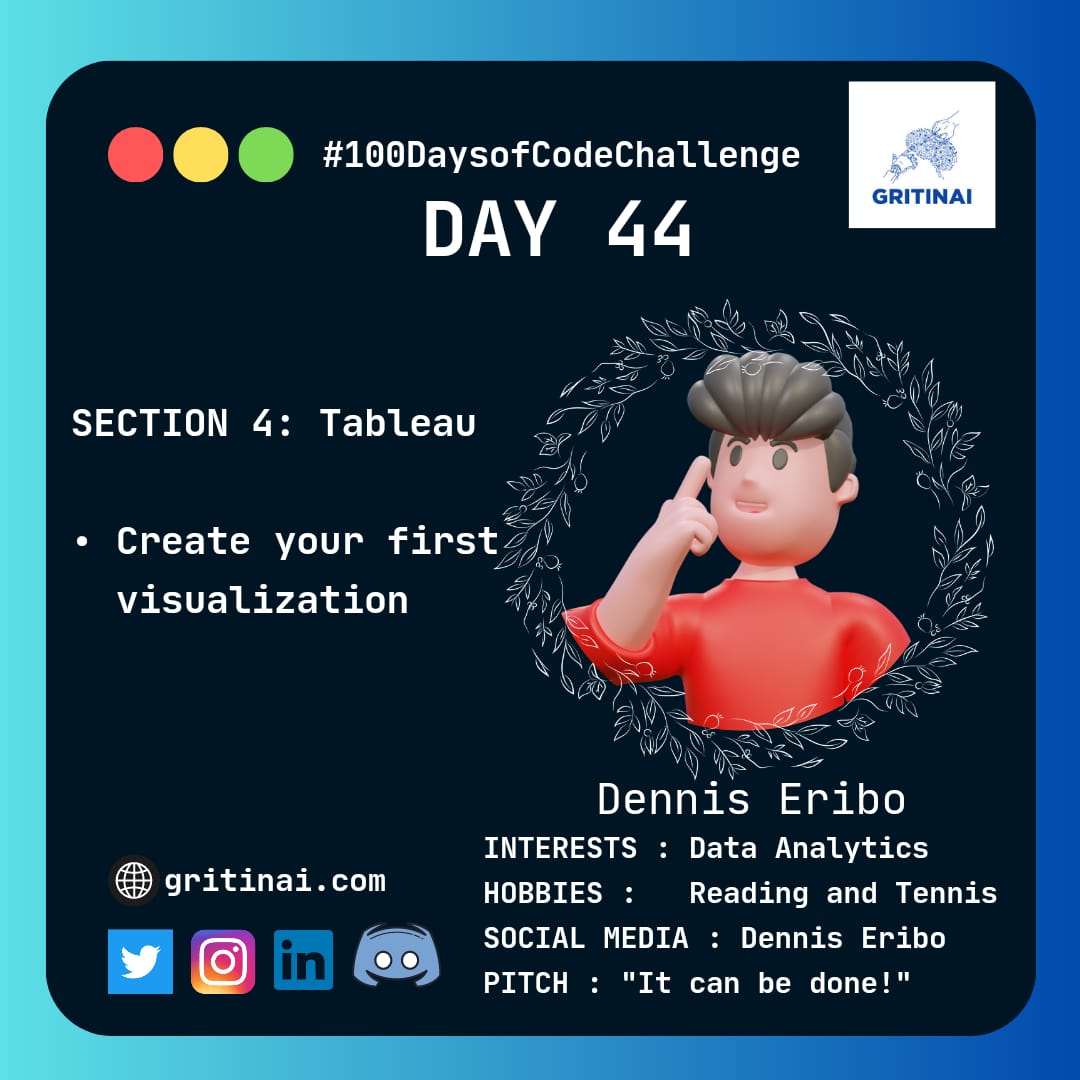 #100DaysofCodeChallenge
GRITINAI
DAY 44
SECTION 4: Tableau
• Create your first
visualization
Dennis Eribo
INTERESTS : Data Analytics
HOBBIES : Reading and Tennis
SOCIAL MEDIA : Dennis Eribo
PITCH : "It can be done!"
gritinai.com
in